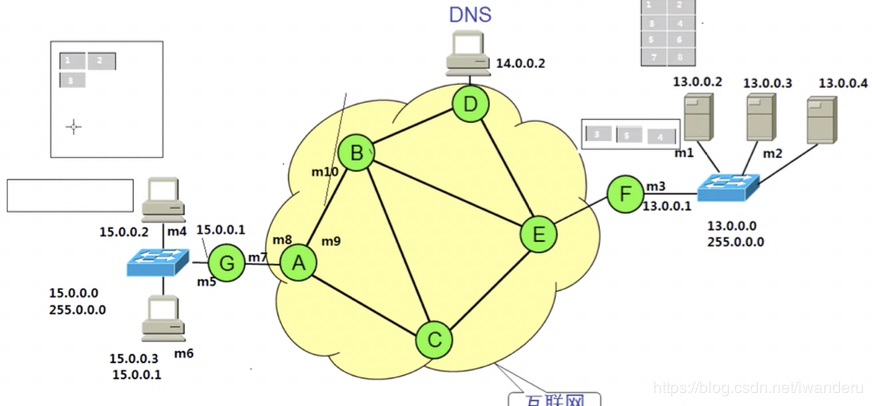 DNS
14.0.0.2
1 2
3 4
5 6
7 8
1 2
3
13.0.0.2
13.0.0.3
13.0.0.4
D
B
3 5 4
m1
m2
m10
F
m3
13.0.0.1
15.0.0.2
m4
15.0.0.1
m8
m9
E
13.0.0.0
255.0.0.0
G
m7
A
m5
15.0.0.0
255.0.0.0
C
15.0.0.3
m6
15.0.0.1
互联网
https://blog.csdn.net/iwanderu